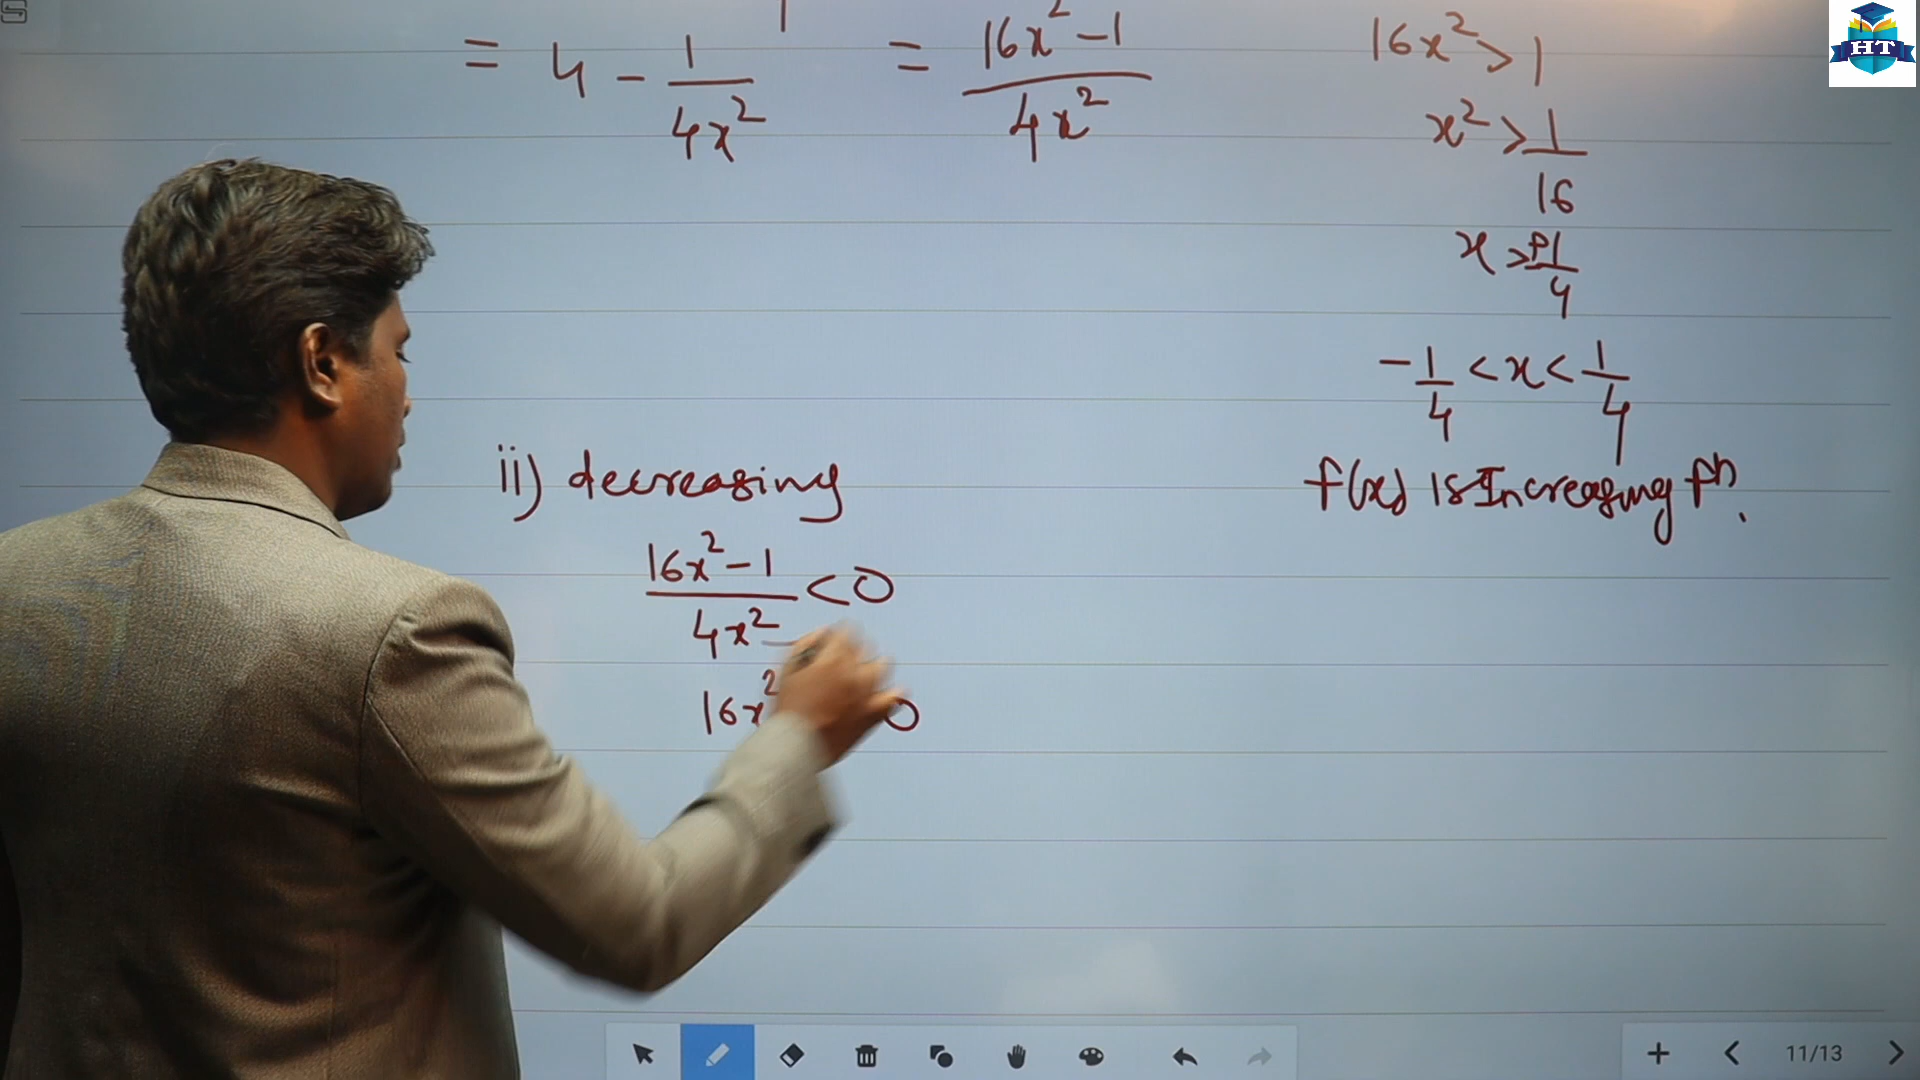 = 4 - 1/4x² = 16x² - 1/4x²
16x² > 1
x² > 1/16
x > ±1/4
-1/4 < x < 1/4
f(x) is Increasing fn.
ii) decreasing
16x² - 1/4x² < 0
16x² 0
HT
11/13